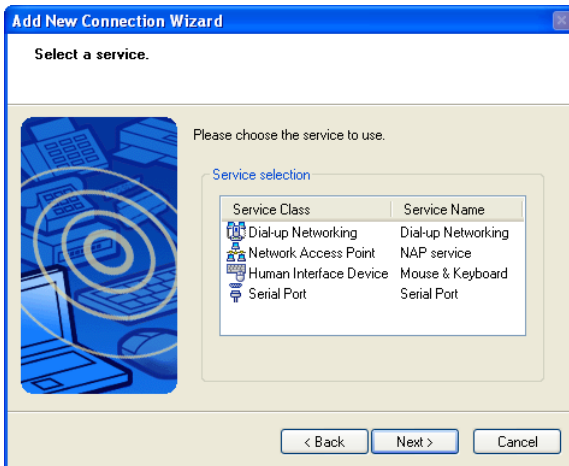 Add New Connection Wizard
Select a service.
Please choose the service to use.
Service selection
Service Class Service Name
Dial-up Networking Dial-up Networking
Network Access Point NAP service
Human Interface Device Mouse & Keyboard
Serial Port Serial Port
< Back Next > Cancel